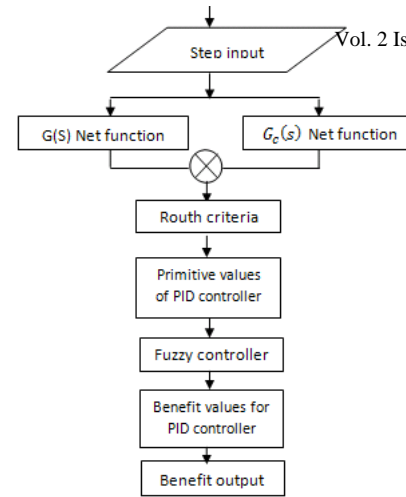 Vol. 2 Is
Step input
G(S) Net function
G_c(s) Net function
Routh criteria
Primitive values
of PID controller
Fuzzy controller
Benefit values for
PID controller
Benefit output